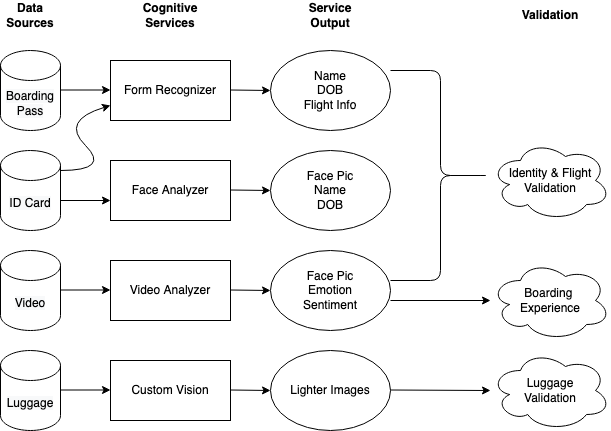 Data
Sources
Cognitive
Services
Service
Output
Validation
Boarding
Pass
Form Recognizer
Name
DOB
Flight Info
ID Card
Face Analyzer
Face Pic
Name
DOB
Identity & Flight
Validation
Video
Video Analyzer
Face Pic
Emotion
Sentiment
Boarding
Experience
Luggage
Custom Vision
Lighter Images
Luggage
Validation